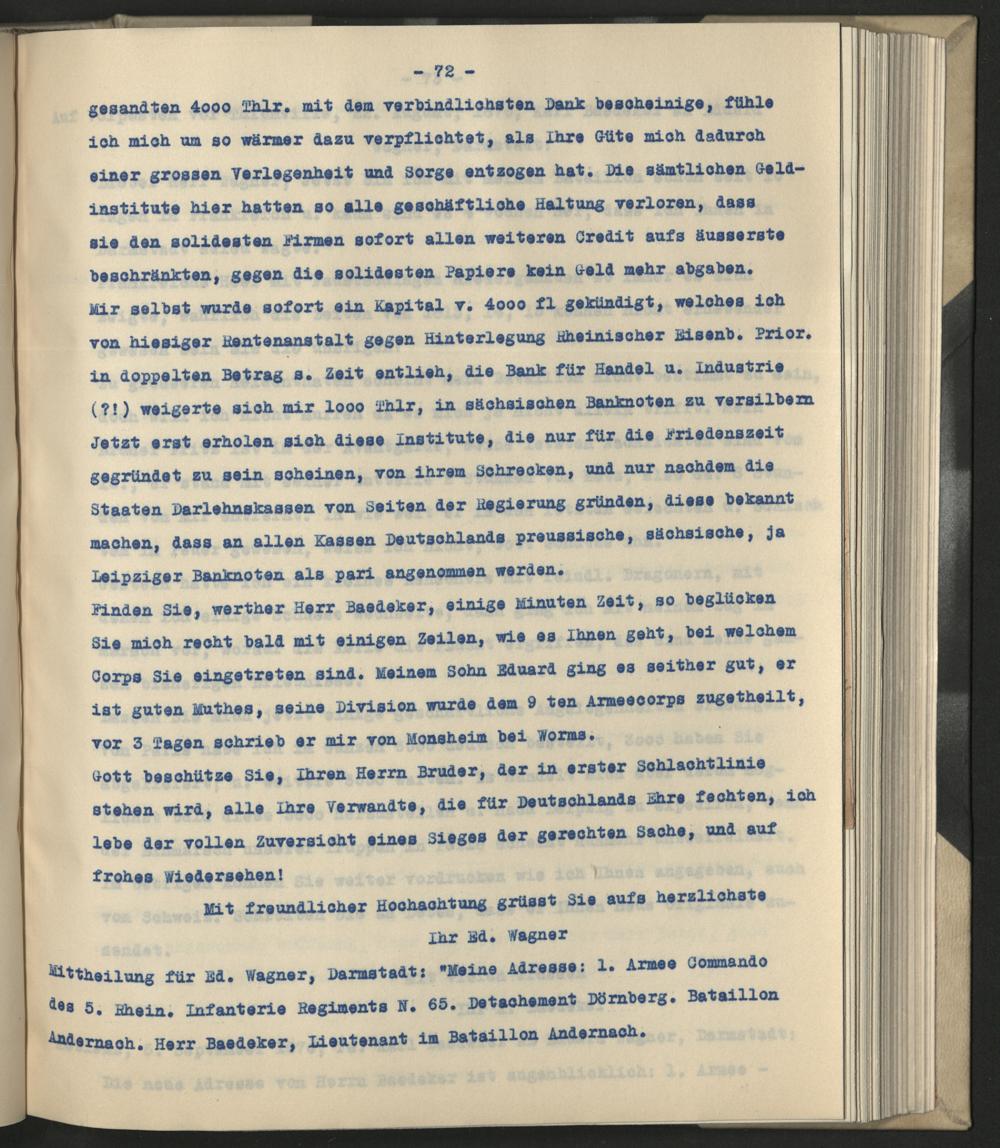 - 72 -
gesandten 4ooo Thlr. mit dem verbindlichsten Dank bescheinige, fühle
ich mich um so wärmer dazu verpflichtet, als Ihre Güte mich dadurch
einer grossen Verlegenheit und Sorge entzogen hat. Die sämtlichen Geld-
institute hier hatten so alle geschäftliche Haltung verloren, dass
sie den solidesten Firmen sofort allen weiteren Credit aufs äusserste
beschränkten, gegen die solidesten Papiere kein Geld mehr abgaben.
Mir selbst wurde sofort ein Kapital v. 4ooo fl gekündigt, welches ich
von hiesiger Rentenanstalt gegen Hinterlegung Rheinischer Eisenb. Prior.
in doppelten Betrag s. Zeit entlieh, die Bank für Handel u. Industrie
(?!) weigerte sich mir looo Thlr, in sächsischen Banknoten zu versilbern
Jetzt erst erholen sich diese Institute, die nur für die Friedenszeit
gegründet zu sein scheinen, von ihrem Schrecken, und nur nachdem die
Staaten Darlehnskassen von Seiten der Regierung gründen, diese bekannt
machen, dass an allen Kassen Deutschlands preussische, sächsische, ja
Leipziger Banknoten als pari angenommen werden.
Finden Sie, werther Herr Baedeker, einige Minuten Zeit, so beglücken
Sie mich recht bald mit einigen Zeilen, wie es Ihnen geht, bei welchem
Corps Sie eingetreten sind. Meinem Sohn Eduard ging es seither gut, er
ist guten Muthes, seine Division wurde dem 9 ten Armeecorps zugetheilt,
vor 3 Tagen schrieb er mir von Monsheim bei Worms.
Gott beschütze Sie, Ihren Herrn Bruder, der in erster Schlachtlinie
stehen wird, alle Ihre Verwandte, die für Deutschlands Ehre fechten, ich
lebe der vollen Zuversicht eines Sieges der gerechten Sache, und auf
frohes Wiedersehen!
Mit freundlicher Hochachtung grüsst Sie aufs herzlichste
Ihr Ed. Wagner
Mittheilung für Ed. Wagner, Darmstadt: "Meine Adresse: l. Armee Commando
des 5. Rhein. Infanterie Regiments N. 65. Detachement Dörnberg. Bataillon
Andernach. Herr Baedeker, Lieutenant im Bataillon Andernach.